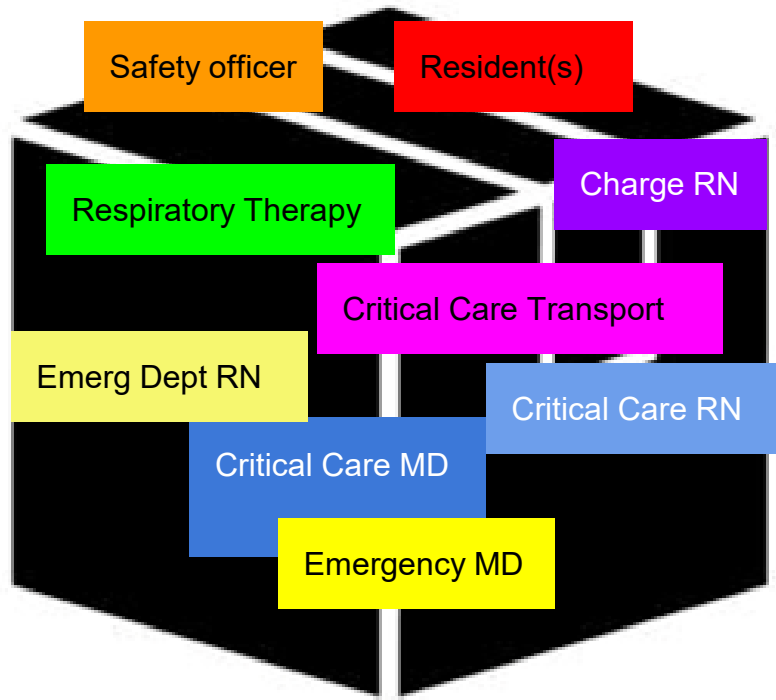 Safety officer
Resident(s)
Charge RN
Respiratory Therapy
Critical Care Transport
Emerg Dept RN
Critical Care RN
Critical Care MD
Emergency MD